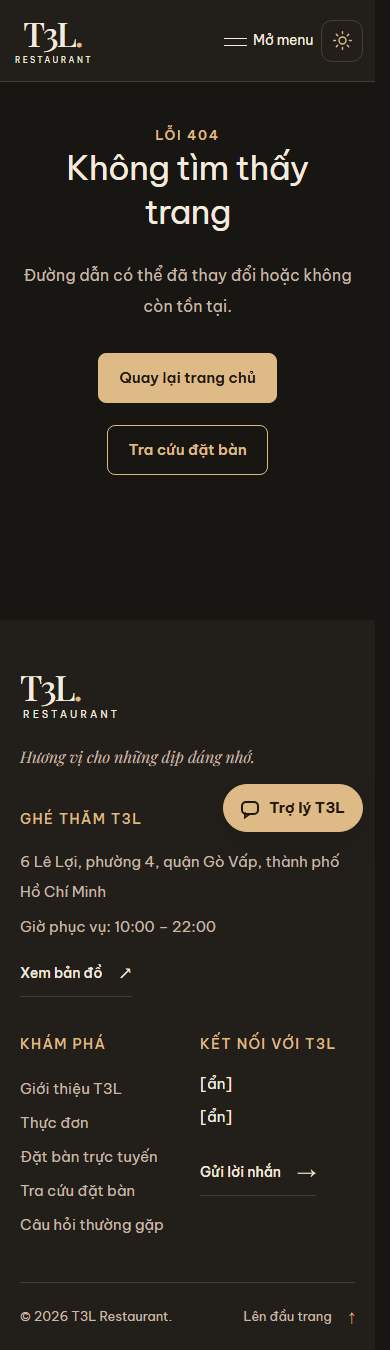 T3L.
RESTAURANT
Mở menu
LỖI 404
Không tìm thấy
trang
Đường dẫn có thể đã thay đổi hoặc không
còn tồn tại.
Quay lại trang chủ
Tra cứu đặt bàn
T3L.
RESTAURANT
Hương vị cho những dịp đáng nhớ.
Trợ lý T3L
GHÉ THĂM T3L
6 Lê Lợi, phường 4, quận Gò Vấp, thành phố
Hồ Chí Minh
Giờ phục vụ: 10:00 – 22:00
Xem bản đồ ↗
KHÁM PHÁ
Giới thiệu T3L
Thực đơn
Đặt bàn trực tuyến
Tra cứu đặt bàn
Câu hỏi thường gặp
KẾT NỐI VỚI T3L
[ẩn]
[ẩn]
Gửi lời nhắn →
© 2026 T3L Restaurant.
Lên đầu trang ↑